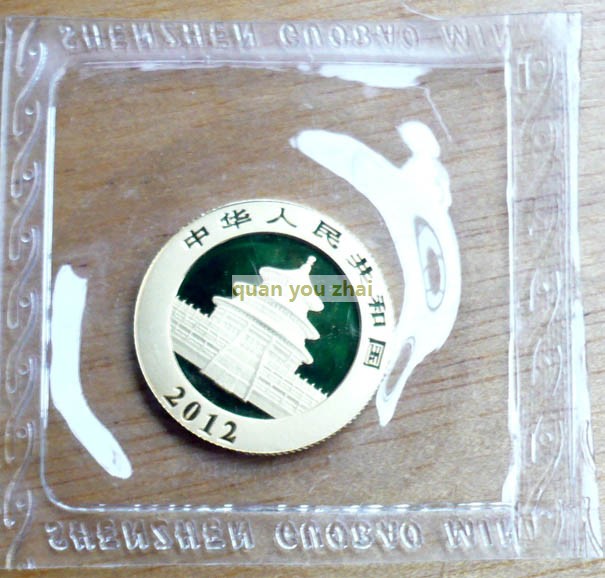 SHENZHEN GUOBAO MINT
中华人民共和国
quan you zhai
2012
SHENZHEN GUOBAO MINT